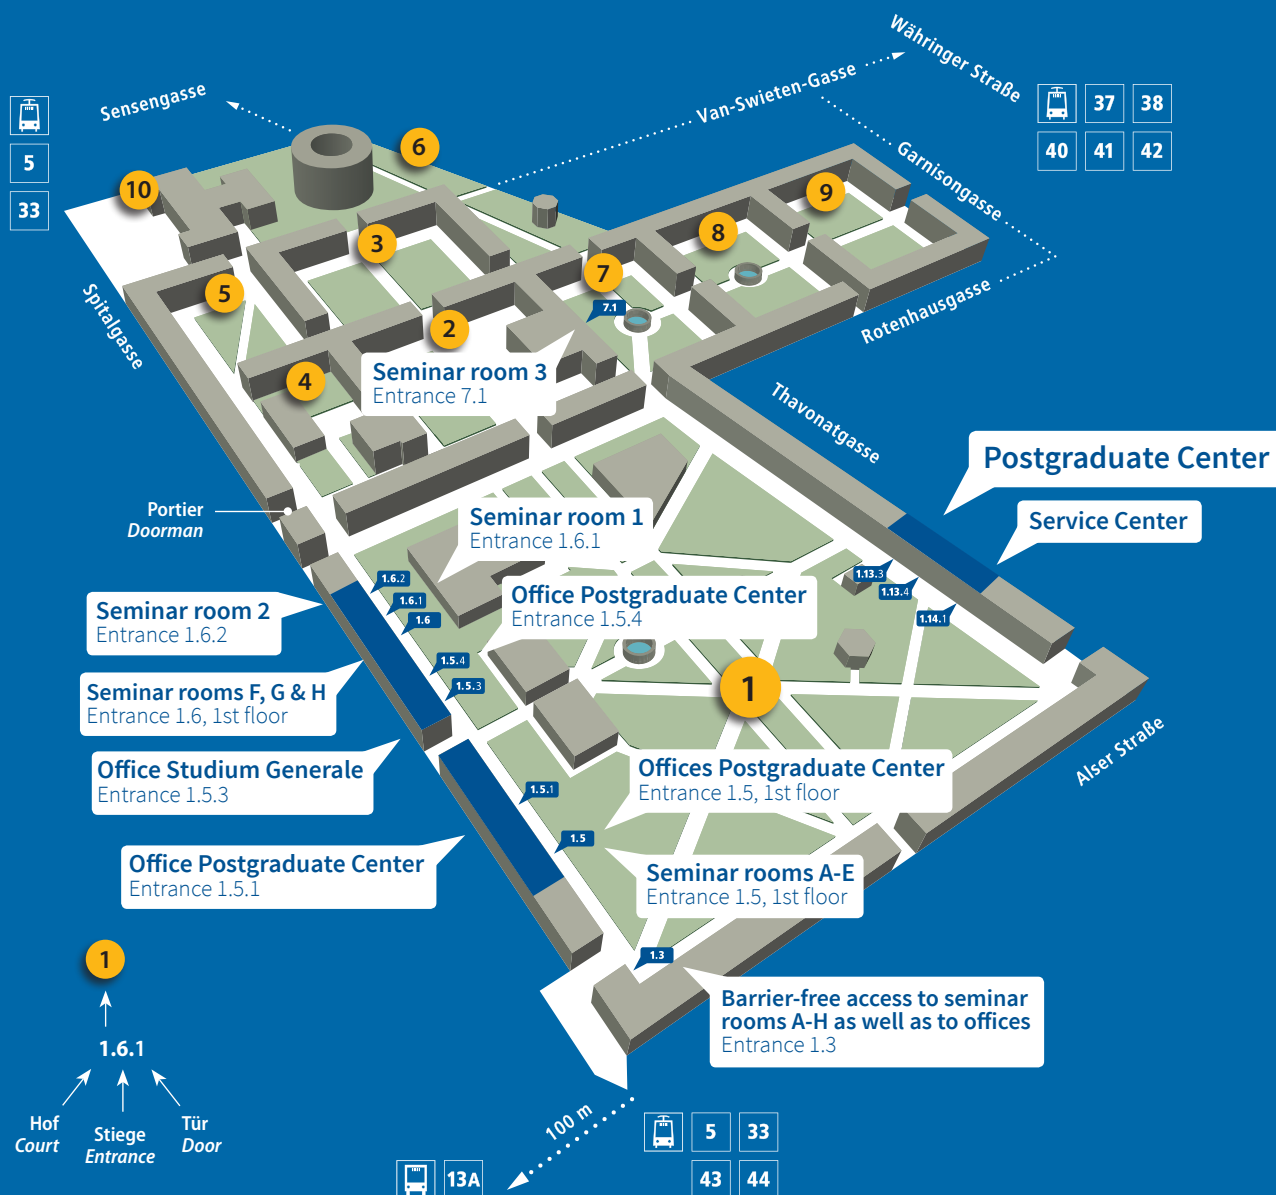 Währinger Straße
37 38
40 41 42
Van-Swieten-Gasse
Sensengasse
5
33
6
Garnisongasse
10
9
8
3
7
5
7.1
Rotenhausgasse
Spitalgasse
2
4
Seminar room 3
Entrance 7.1
Thavonatgasse
Postgraduate Center
Service Center
Portier
Doorman
Seminar room 1
Entrance 1.6.1
1.6.2
1.6.1
1.6
1.13.3
1.13.4
1.14.1
Office Postgraduate Center
Entrance 1.5.4
Seminar room 2
Entrance 1.6.2
1.5.4
1.5.3
Seminar rooms F, G & H
Entrance 1.6, 1st floor
1
Alser Straße
Office Studium Generale
Entrance 1.5.3
Offices Postgraduate Center
Entrance 1.5, 1st floor
1.5.1
1.5
Office Postgraduate Center
Entrance 1.5.1
Seminar rooms A-E
Entrance 1.5, 1st floor
1.3
Barrier-free access to seminar
rooms A-H as well as to offices
Entrance 1.3
1
1.6.1
Hof
Court
Stiege
Entrance
Tür
Door
100 m
13A
5 33
43 44